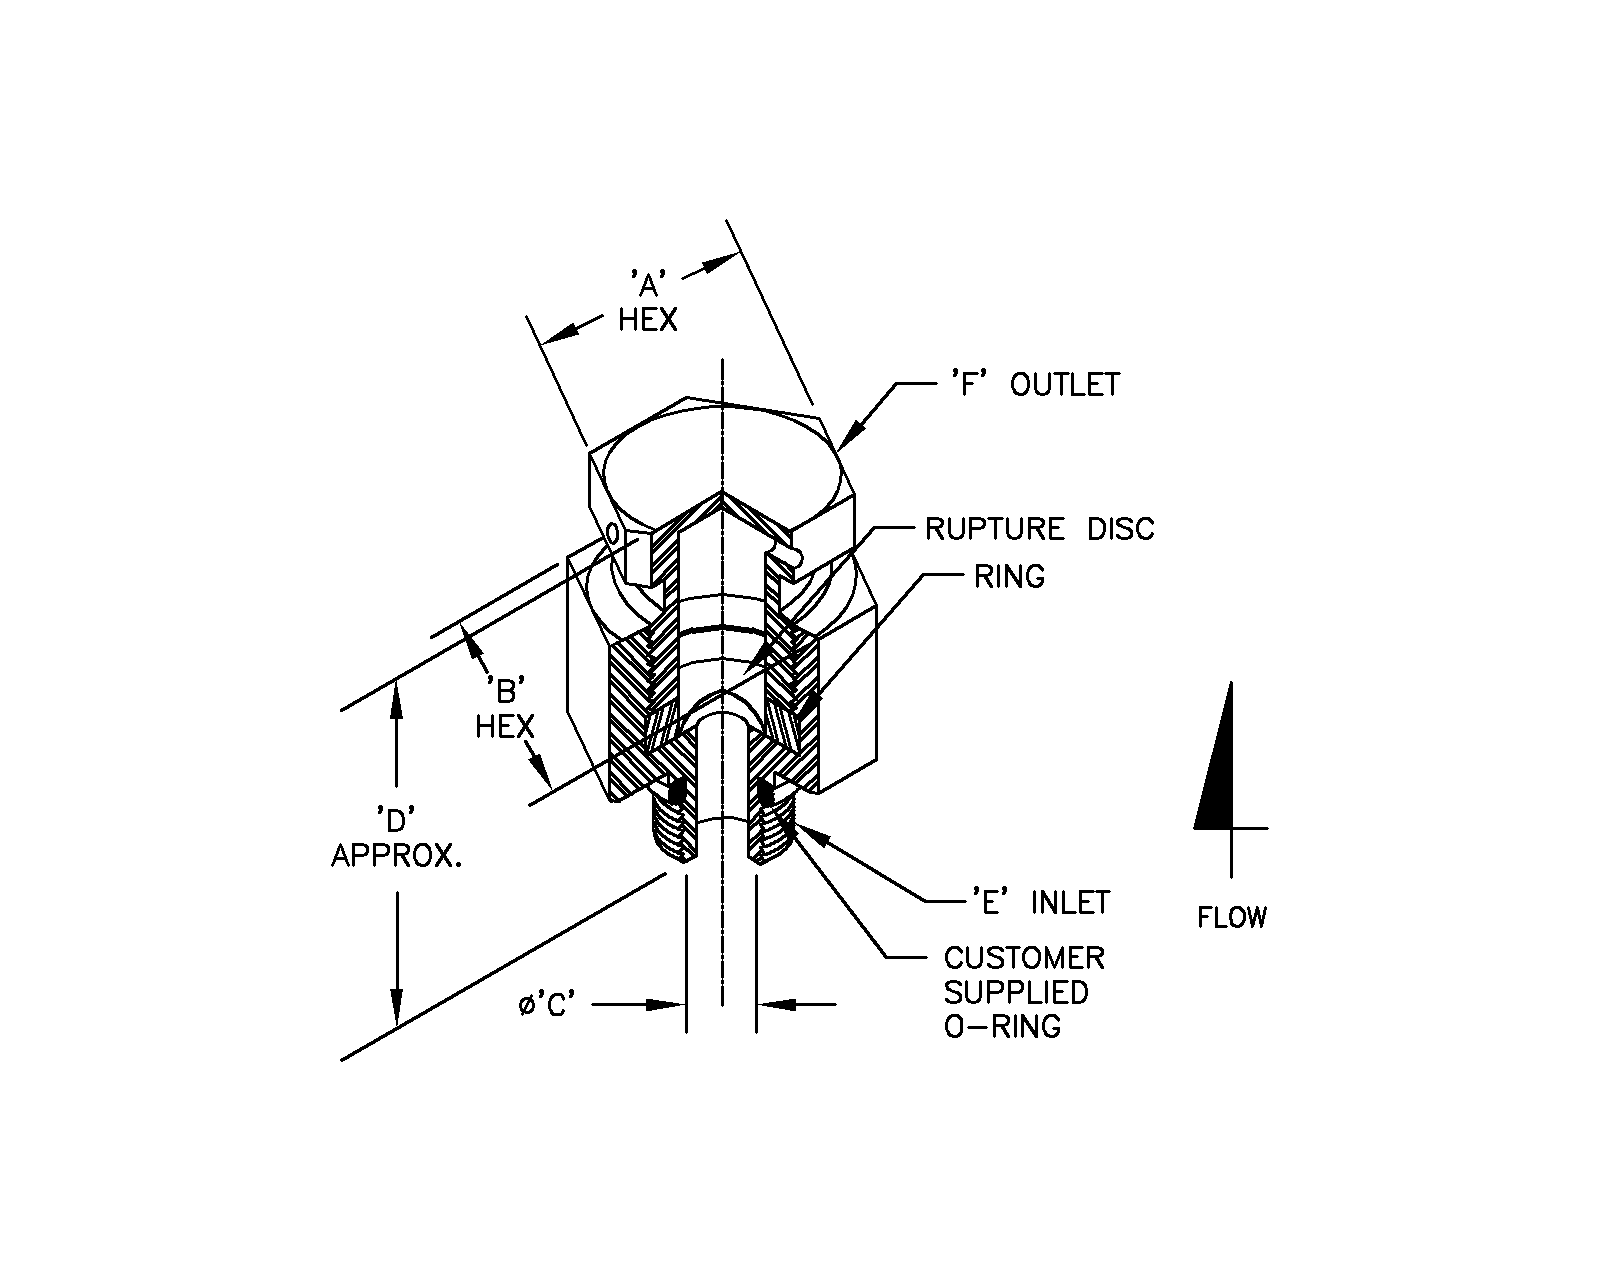 'A'
HEX
'F' OUTLET
RUPTURE DISC
RING
'B'
HEX
'D'
APPROX.
'E' INLET
FLOW
CUSTOMER
SUPPLIED
O-RING
ø'C'